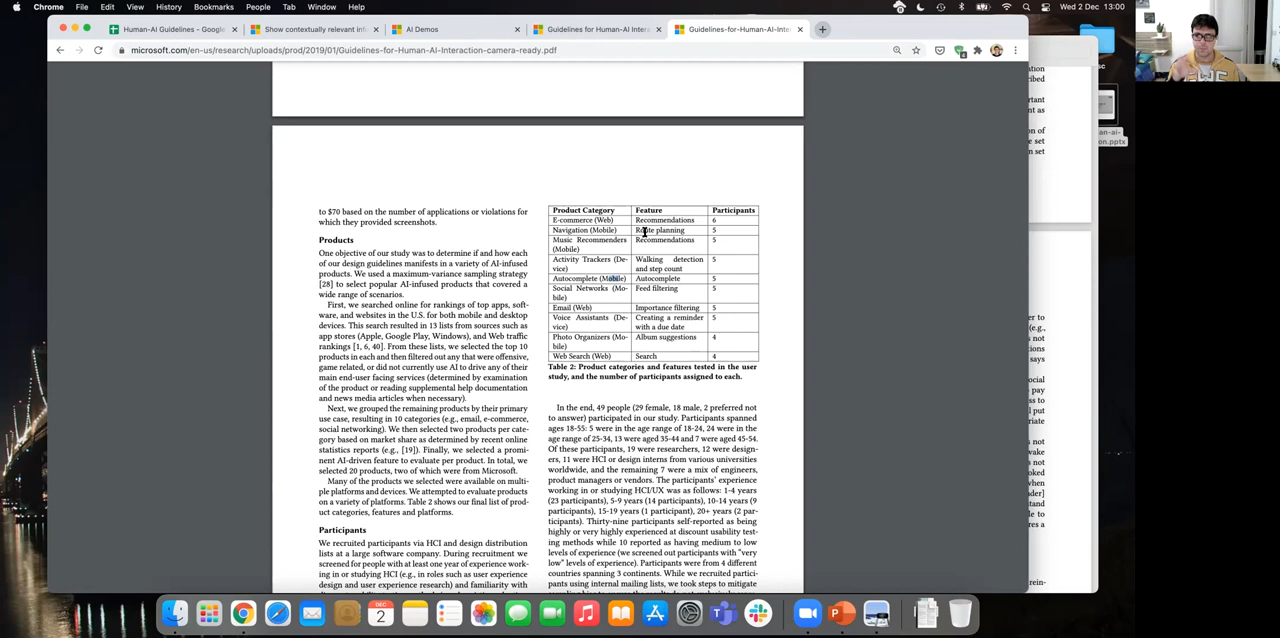 Chrome File Edit View History Bookmarks People Tab Window Help
Wed 2 Dec 13:00
Human-AI Guidelines - Google
Show contextually relevant inf
AI Demos
Guidelines for Human-AI Intera
Guidelines-for-Human-AI-Inte
microsoft.com/en-us/research/uploads/prod/2019/01/Guidelines-for-Human-AI-Interaction-camera-ready.pdf
to $70 based on the number of applications or violations for
which they provided screenshots.
Products
One objective of our study was to determine if and how each
of our design guidelines manifests in a variety of AI-infused
products. We used a maximum-variance sampling strategy
[28] to select popular AI-infused products that covered a
wide range of scenarios.
First, we searched online for rankings of top apps, soft-
ware, and websites in the U.S. for both mobile and desktop
devices. This search resulted in 13 lists from sources such as
app stores (Apple, Google Play, Windows), and Web traffic
rankings [1, 6, 40]. From these lists, we selected the top 10
products in each and then filtered out any that were offensive,
game related, or did not currently use AI to drive any of their
main end-user facing services (determined by examination
of the product or reading supplemental help documentation
and news media articles when necessary).
Next, we grouped the remaining products by their primary
use case, resulting in 10 categories (e.g., email, e-commerce,
social networking). We then selected two products per cate-
gory based on market share as determined by recent online
statistics reports (e.g., [19]). Finally, we selected a promi-
nent AI-driven feature to evaluate per product. In total, we
selected 20 products, two of which were from Microsoft.
Many of the products we selected were available on multi-
ple platforms and devices. We attempted to evaluate products
on a variety of platforms. Table 2 shows our final list of prod-
uct categories, features and platforms.
Participants
We recruited participants via HCI and design distribution
lists at a large software company. During recruitment we
screened for people with at least one year of experience work-
ing in or studying HCI (e.g., in roles such as user experience
design and user experience research) and familiarity with
Product Category Feature Participants
E-commerce (Web) Recommendations 6
Navigation (Mobile) Route planning 5
Music Recommenders Recommendations 5
(Mobile)
Activity Trackers (De- Walking detection 5
vice) and step count
Autocomplete (Mobile) Autocomplete 5
Social Networks (Mo- Feed filtering 5
bile)
Email (Web) Importance filtering 5
Voice Assistants (De- Creating a reminder 5
vice) with a due date
Photo Organizers (Mo- Album suggestions 4
bile)
Web Search (Web) Search 4
Table 2: Product categories and features tested in the user
study, and the number of participants assigned to each.
In the end, 49 people (29 female, 18 male, 2 preferred not
to answer) participated in our study. Participants spanned
ages 18-55: 5 were in the age range of 18-24, 24 were in the
age range of 25-34, 13 were aged 35-44 and 7 were aged 45-54.
Of these participants, 19 were researchers, 12 were design-
ers, 11 were HCI or design interns from various universities
worldwide, and the remaining 7 were a mix of engineers,
product managers or vendors. The participants' experience
working in or studying HCI/UX was as follows: 1-4 years
(23 participants), 5-9 years (14 participants), 10-14 years (9
participants), 15-19 years (1 participant), 20+ years (2 par-
ticipants). Thirty-nine participants self-reported as being
highly or very highly experienced at discount usability test-
ing methods while 10 reported as having medium to low
levels of experience (we screened out participants with "very
low" levels of experience). Participants were from 4 different
countries spanning 3 continents. While we recruited partici-
pants using internal mailing lists, we took steps to mitigate